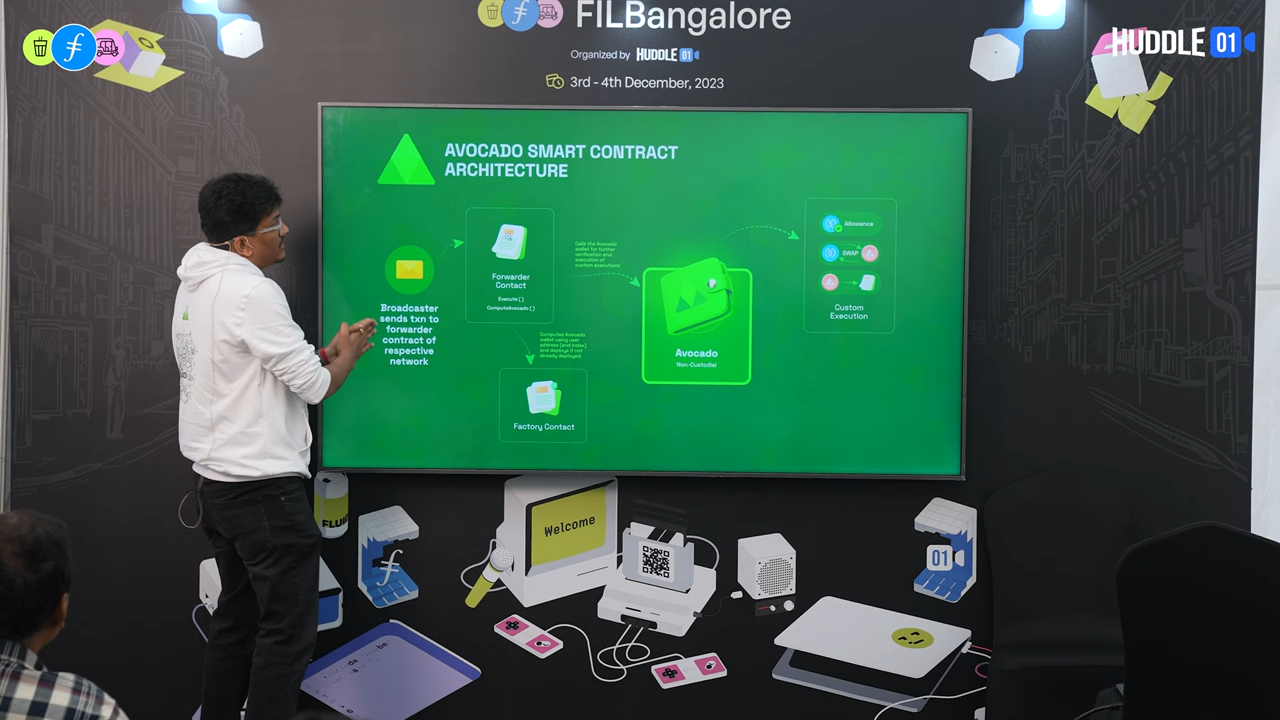 FILBangalore
Organized by HUDDLE 01
3rd - 4th December, 2023
HUDDLE 01
AVOCADO SMART CONTRACT
ARCHITECTURE
Broadcaster
sends txn to
forwarder
contract of
respective
network
Forwarder
Contact
Execute ( )
ComputeAvocado ( )
Calls the Avocado
wallet for further
verification and
execution of
custom executions
Computes Avocado
wallet using user
address (and index)
and deploys if not
already deployed.
Factory Contact
Avocado
Non-Custodial
Allowance
SWAP
Custom
Execution
FLUID
Welcome
01